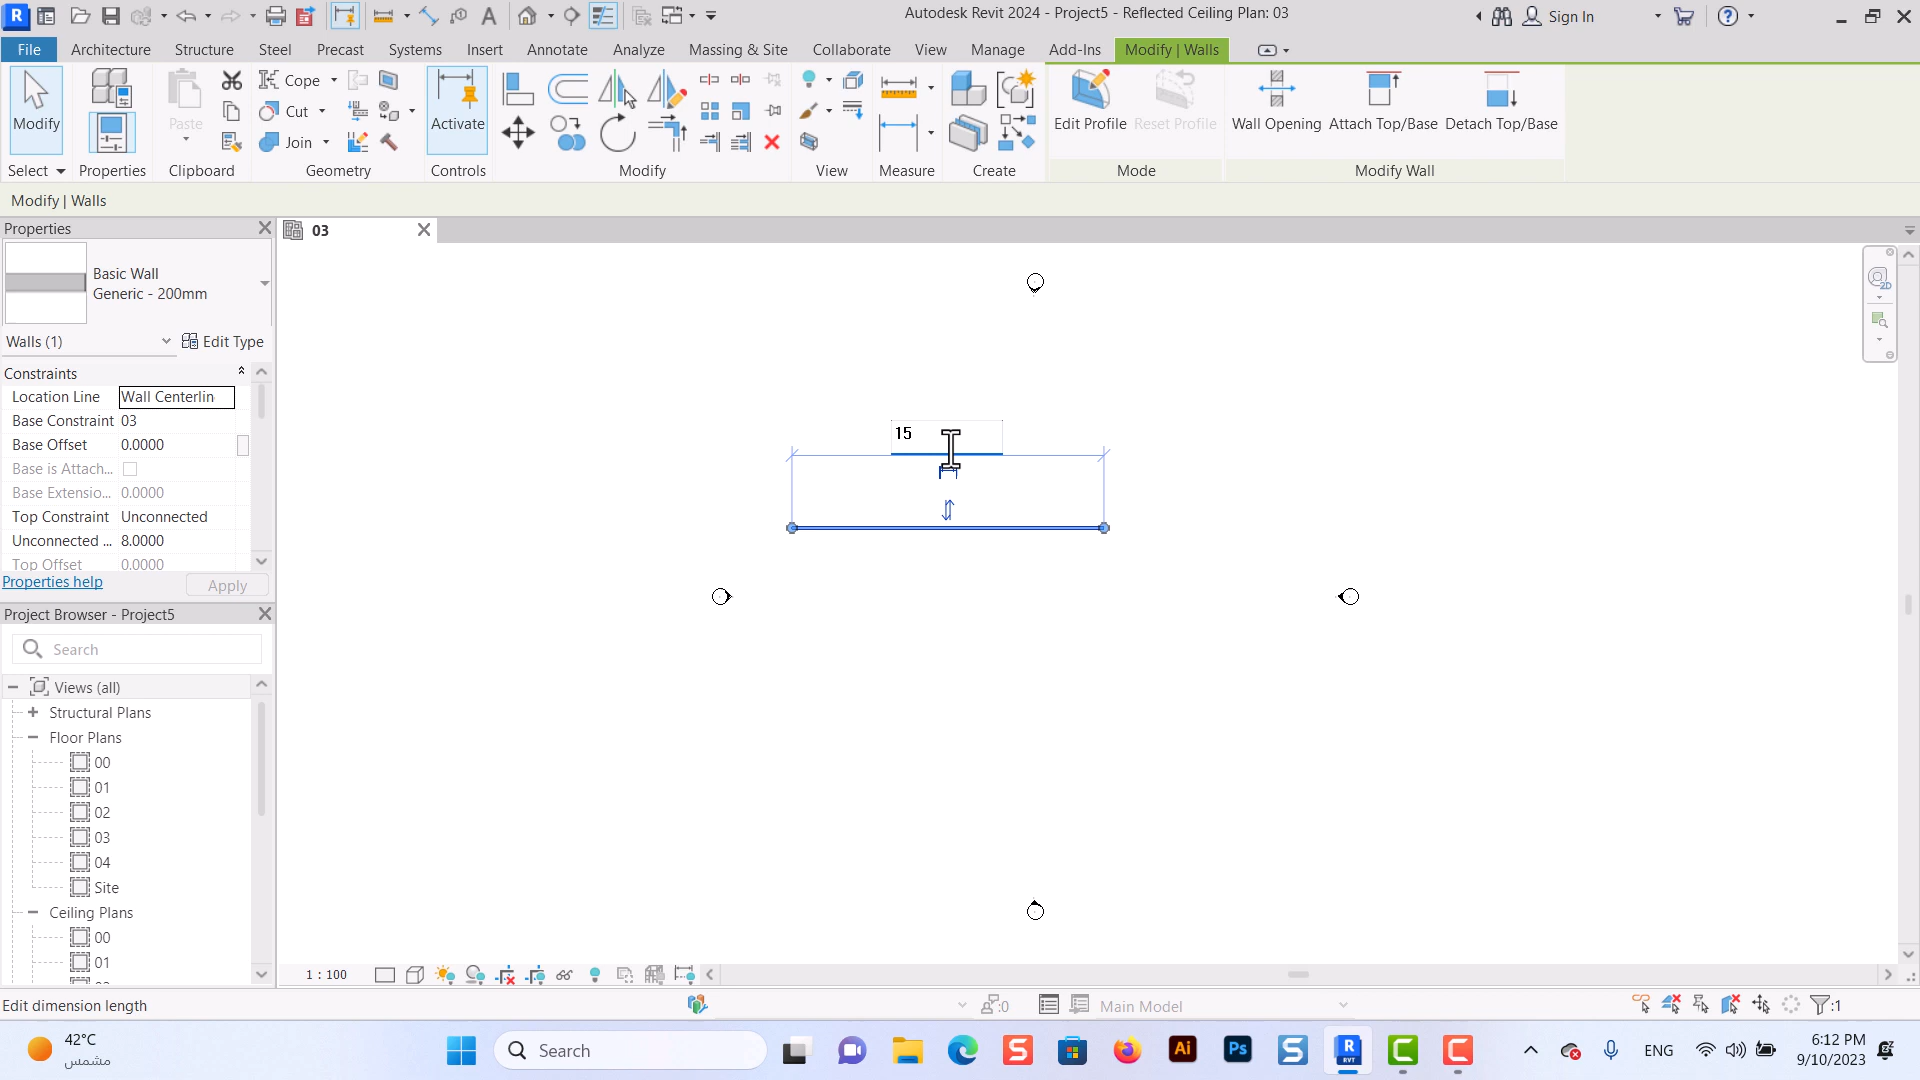 Autodesk Revit 2024 - Project5 - Reflected Ceiling Plan: 03
Sign In
File Architecture Structure Steel Precast Systems Insert Annotate Analyze Massing & Site Collaborate View Manage Add-Ins Modify | Walls
Modify
Paste
Cope
Cut
Join
Activate
Edit Profile Reset Profile
Wall Opening Attach Top/Base Detach Top/Base
Select Properties Clipboard Geometry Controls Modify View Measure Create Mode Modify Wall
Modify | Walls
Properties
03
Basic Wall
Generic - 200mm
Walls (1)
Edit Type
Constraints
Location Line Wall Centerlin
Base Constraint 03
Base Offset 0.0000
Base is Attach...
Base Extensio... 0.0000
Top Constraint Unconnected
Unconnected ... 8.0000
Top Offset 0.0000
Properties help
Apply
15
2D
Project Browser - Project5
Search
Views (all)
Structural Plans
Floor Plans
00
01
02
03
04
Site
Ceiling Plans
00
01
1 : 100
Edit dimension length
:0
Main Model
:1
42°C
مشمس
Search
Ai
Ps
S
S
R
RVT
C
C
ENG
6:12 PM
9/10/2023